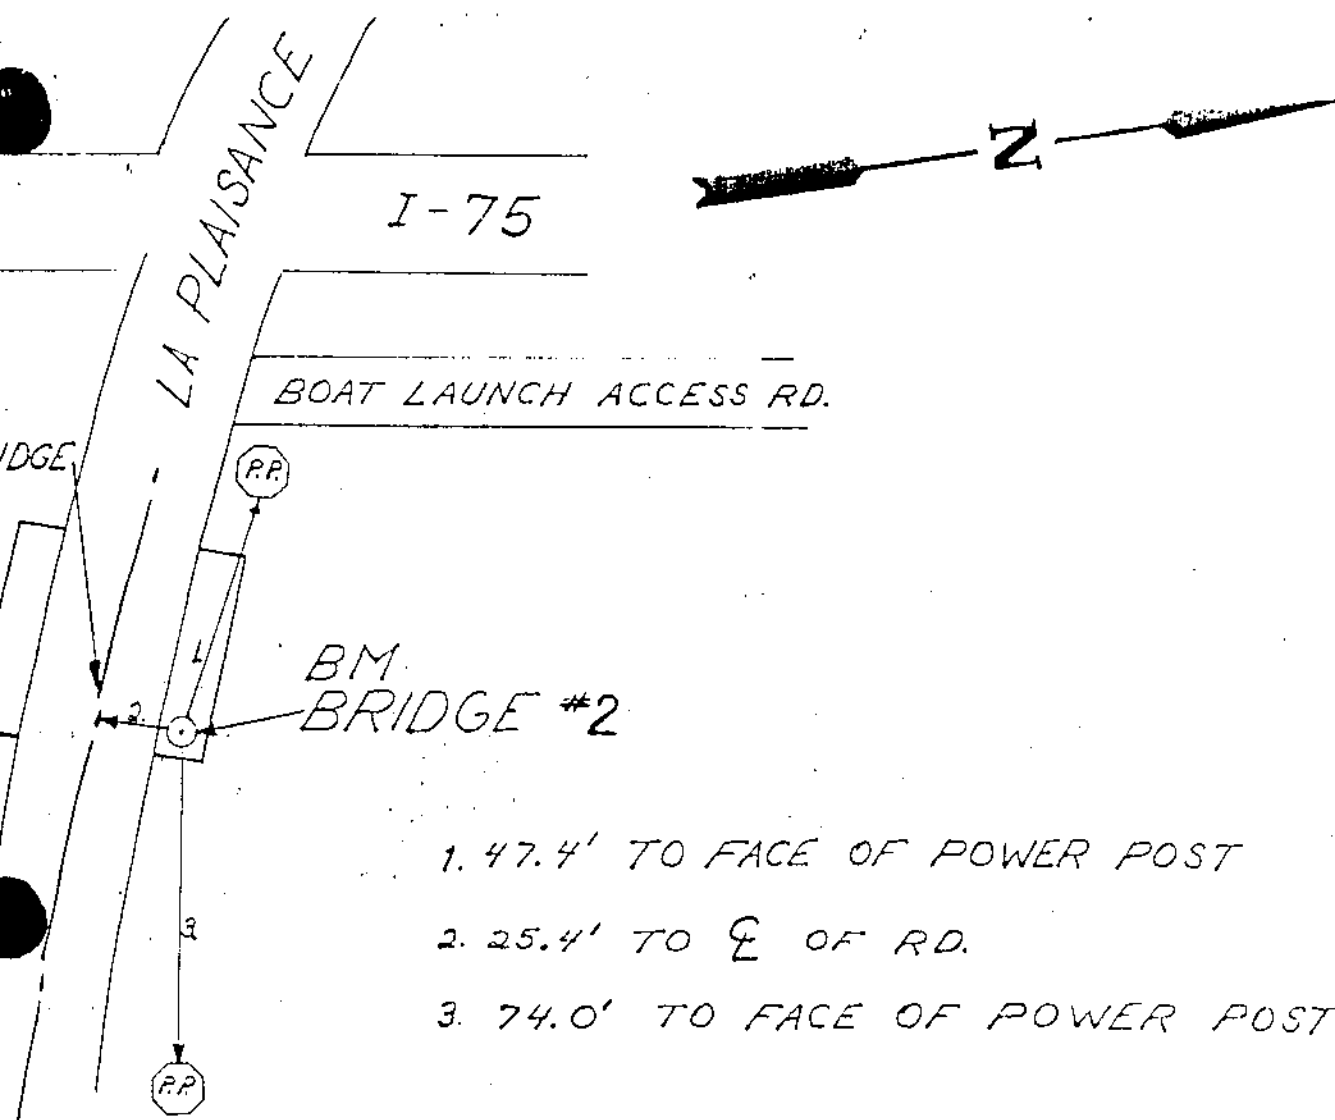 LA PLAISANCE
N
I-75
BOAT LAUNCH ACCESS RD.
P.P.
1.
BM
BRIDGE #2
2.
3.
P.P.
1. 47.4' TO FACE OF POWER POST
2. 25.4' TO ℄ OF RD.
3. 74.0' TO FACE OF POWER POST